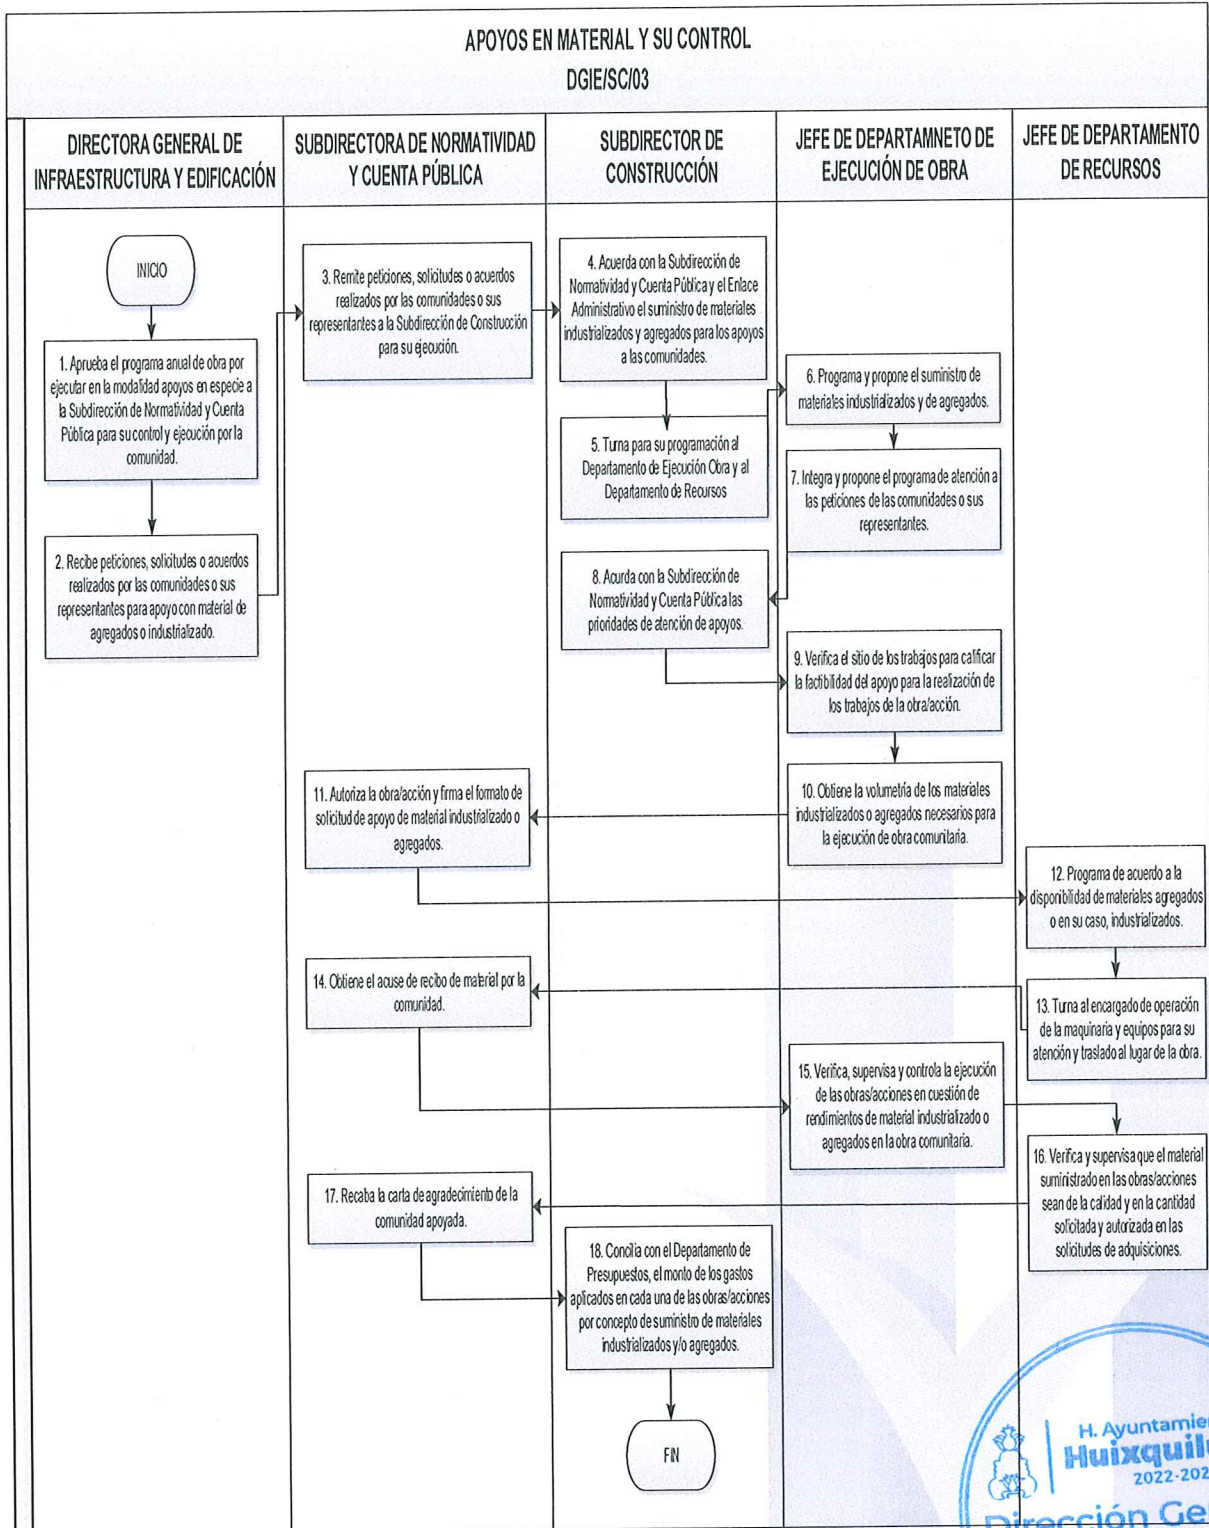 APOYOS EN MATERIAL Y SU CONTROL
DGIE/SC/03
DIRECTORA GENERAL DE
INFRAESTRUCTURA Y EDIFICACIÓN
SUBDIRECTORA DE NORMATIVIDAD
Y CUENTA PÚBLICA
SUBDIRECTOR DE
CONSTRUCCIÓN
JEFE DE DEPARTAMNETO DE
EJECUCIÓN DE OBRA
JEFE DE DEPARTAMENTO
DE RECURSOS
INICIO
1. Aprueba el programa anual de obra por
ejecutar en la modalidad apoyos en especie a
la Subdirección de Normatividad y Cuenta
Pública para su control y ejecución por la
comunidad.
2. Recibe peticiones, solicitudes o acuerdos
realizados por las comunidades o sus
representantes para apoyo con material de
agregados o industrializado.
3. Remite peticiones, solicitudes o acuerdos
realizados por las comunidades o sus
representantes a la Subdirección de Construcción
para su ejecución.
4. Acuerda con la Subdirección de
Normatividad y Cuenta Pública y el Enlace
Administrativo el suministro de materiales
industrializados y agregados para los apoyos
a las comunidades.
5. Turna para su programación al
Departamento de Ejecución Obra y al
Departamento de Recursos
6. Programa y propone el suministro de
materiales industrializados y de agregados.
7. Integra y propone el programa de atención a
las peticiones de las comunidades o sus
representantes.
8. Acurda con la Subdirección de
Normatividad y Cuenta Pública las
prioridades de atención de apoyos.
9. Verifica el sitio de los trabajos para calificar
la factibilidad del apoyo para la realización de
los trabajos de la obra/acción.
10. Obtiene la volumetría de los materiales
industrializados o agregados necesarios para
la ejecución de obra comunitaria.
11. Autoriza la obra/acción y firma el formato de
solicitud de apoyo de material industrializado o
agregados.
12. Programa de acuerdo a la
disponibilidad de materiales agregados
o en su caso, industrializados.
13. Turna al encargado de operación
de la maquinaria y equipos para su
atención y traslado al lugar de la obra.
14. Obtiene el acuse de recibo de material por la
comunidad.
15. Verifica, supervisa y controla la ejecución
de las obras/acciones en cuestión de
rendimientos de material industrializado o
agregados en la obra comunitaria.
16. Verifica y supervisa que el material
suministrado en las obras/acciones
sean de la calidad y en la cantidad
solicitada y autorizada en las
solicitudes de adquisiciones.
17. Recaba la carta de agradecimiento de la
comunidad apoyada.
18. Concilia con el Departamento de
Presupuestos, el monto de los gastos
aplicados en cada una de las obras/acciones
por concepto de suministro de materiales
industrializados y/o agregados.
FIN
H. Ayuntamie
Huixquil
2022-202
Dirección Ge